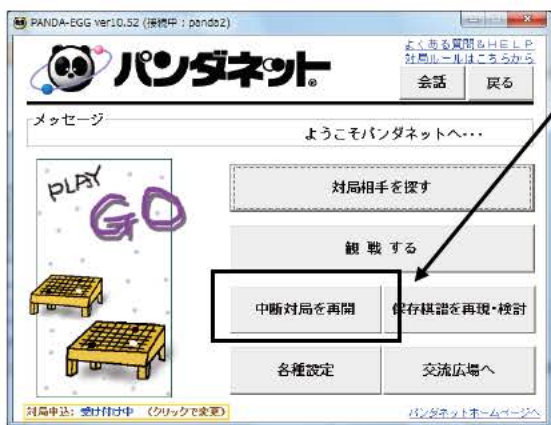 PANDA-EGG ver10.52 (接続中 : panda2)
パンダネット®
よくある質問&HELP
対局ルールはこちらから
会話
戻る
メッセージ
ようこそパンダネットへ・・・
PLAY
GO
対局相手を探す
観 戦 する
中断対局を再開
保存棋譜を再現・検討
各種設定
交流広場へ
対局申込: 受け付け中 (クリックで変更)
パンダネットホームページへ